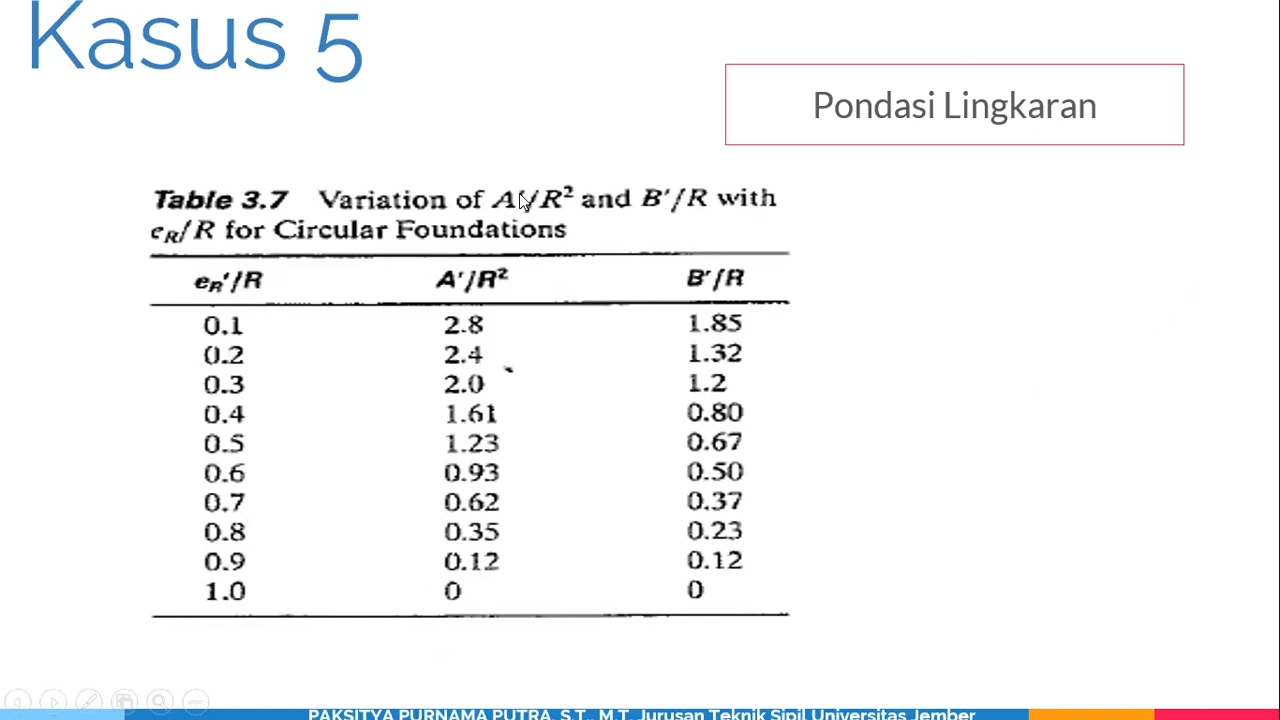 Kasus 5
Pondasi Lingkaran
Table 3.7 Variation of A'/R² and B'/R with
eR/R for Circular Foundations
eR'/R A'/R² B'/R
0.1 2.8 1.85
0.2 2.4 1.32
0.3 2.0 1.2
0.4 1.61 0.80
0.5 1.23 0.67
0.6 0.93 0.50
0.7 0.62 0.37
0.8 0.35 0.23
0.9 0.12 0.12
1.0 0 0
PAKSITYA PURNAMA PUTRA, S.T., M.T. Jurusan Teknik Sipil Universitas Jember